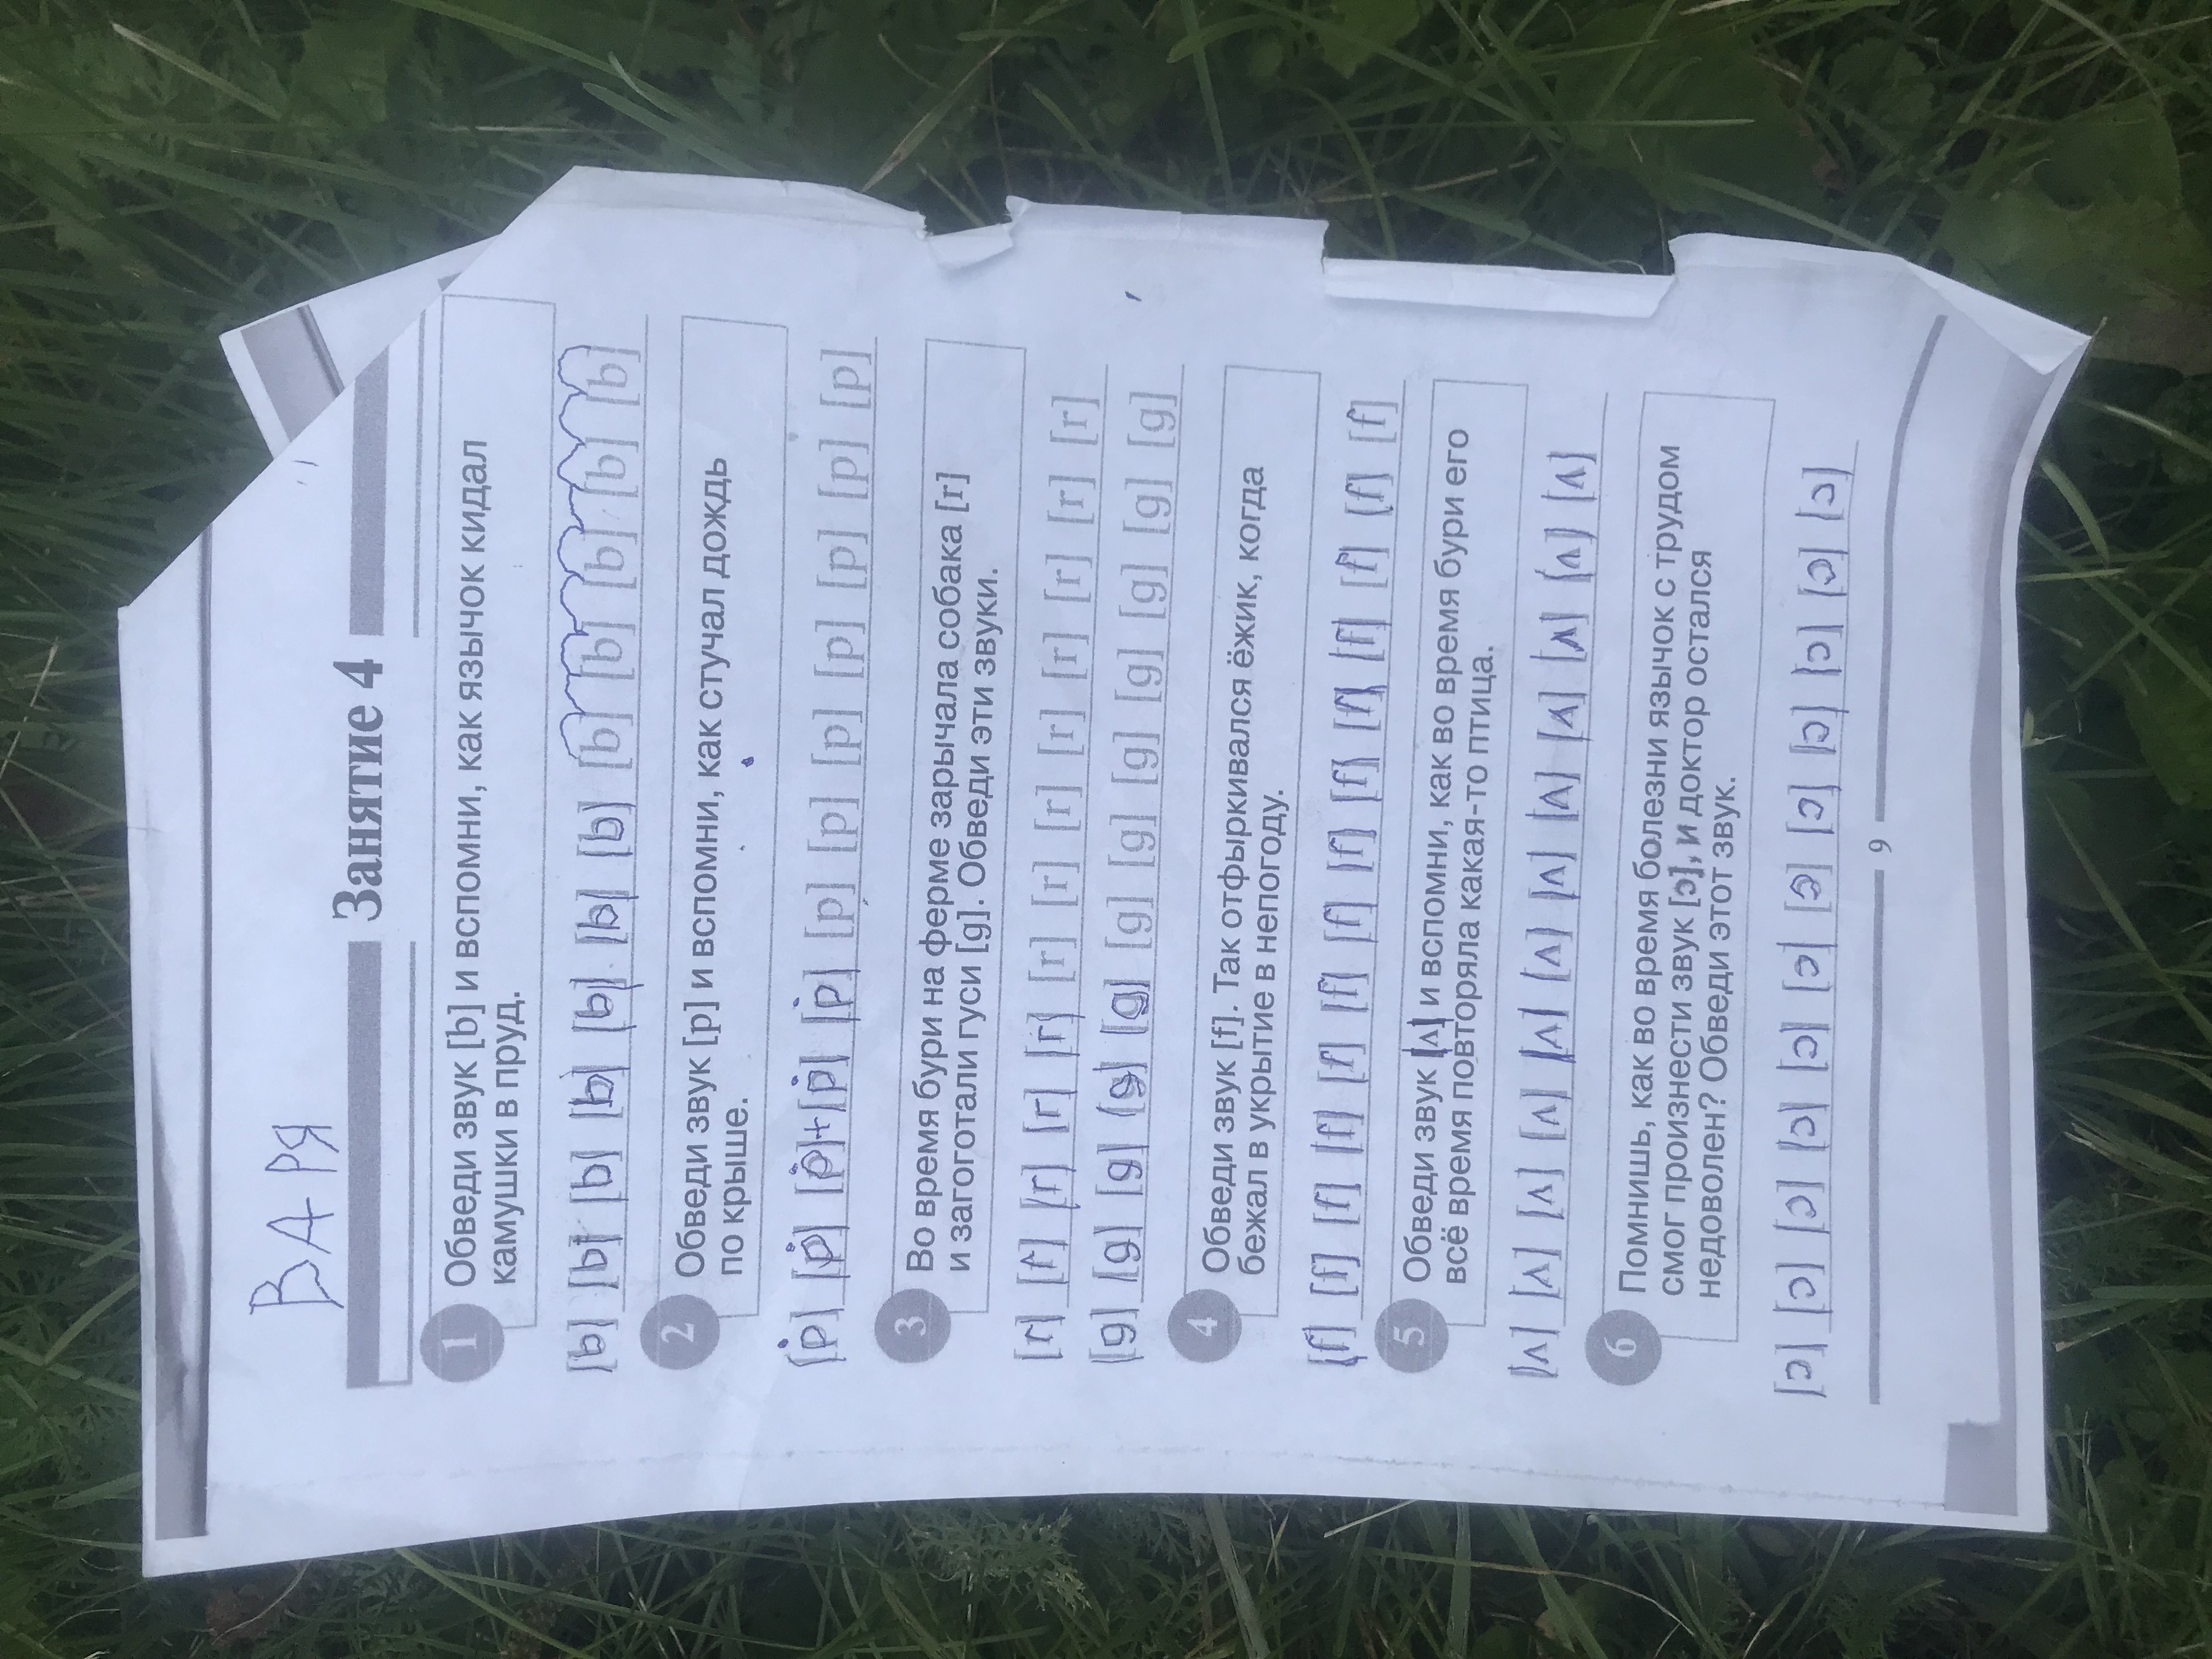 ВАРЯ
Занятие 4
1
Обведи звук [b] и вспомни, как язычок кидал
камушки в пруд.
[b] [b] [b] [b] [b] [b] [b] [b] [b] [b] [b] [b]
2
Обведи звук [p] и вспомни, как стучал дождь
по крыше.
[p] [p] [p]+[p] [p] [p] [p] [p] [p] [p] [p] [p]
3
Во время бури на ферме зарычала собака [r]
и загоготали гуси [g]. Обведи эти звуки.
[r] [r] [r] [r] [r] [r] [r] [r] [r] [r] [r] [r] [r]
[g] [g] [g] [g] [g] [g] [g] [g] [g] [g] [g] [g]
4
Обведи звук [f]. Так отфыркивался ёжик, когда
бежал в укрытие в непогоду.
[f] [f] [f] [f] [f] [f] [f] [f] [f] [f] [f] [f] [f] [f]
5
Обведи звук [ʌ] и вспомни, как во время бури его
всё время повторяла какая-то птица.
[ʌ] [ʌ] [ʌ] [ʌ] [ʌ] [ʌ] [ʌ] [ʌ] [ʌ] [ʌ] [ʌ] [ʌ]
6
Помнишь, как во время болезни язычок с трудом
смог произнести звук [ɔ], и доктор остался
недоволен? Обведи этот звук.
[ɔ] [ɔ] [ɔ] [ɔ] [ɔ] [ɔ] [ɔ] [ɔ] [ɔ] [ɔ] [ɔ] [ɔ]
9